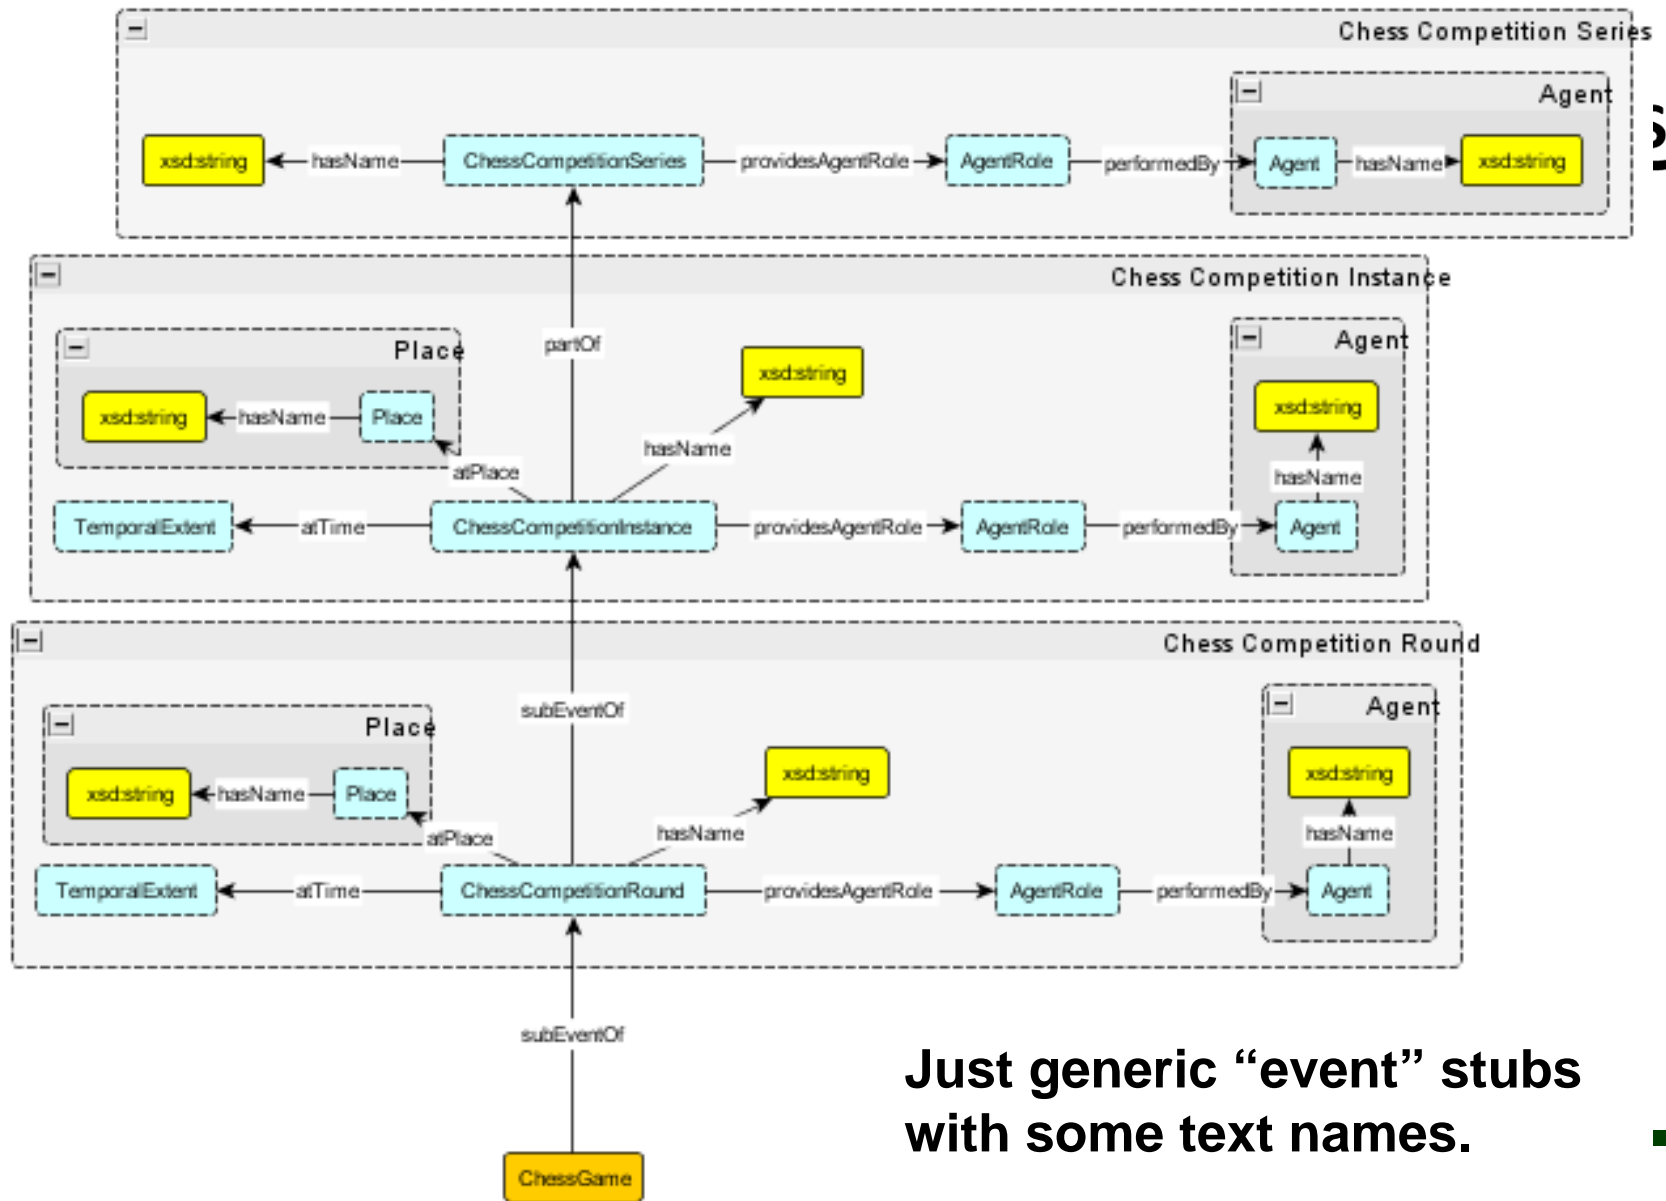 Chess Competition Series
Agent
xsd:string
hasName
ChessCompetitionSeries
providesAgentRole
AgentRole
performedBy
Agent
hasName
xsd:string
s
Chess Competition Instance
Place
partOf
Agent
xsd:string
xsd:string
hasName
Place
xsd:string
hasName
atPlace
hasName
TemporalExtent
atTime
ChessCompetitionInstance
providesAgentRole
AgentRole
performedBy
Agent
Chess Competition Round
Place
subEventOf
Agent
xsd:string
hasName
Place
xsd:string
xsd:string
atPlace
hasName
hasName
TemporalExtent
atTime
ChessCompetitionRound
providesAgentRole
AgentRole
performedBy
Agent
subEventOf
Just generic “event” stubs
with some text names.
ChessGame